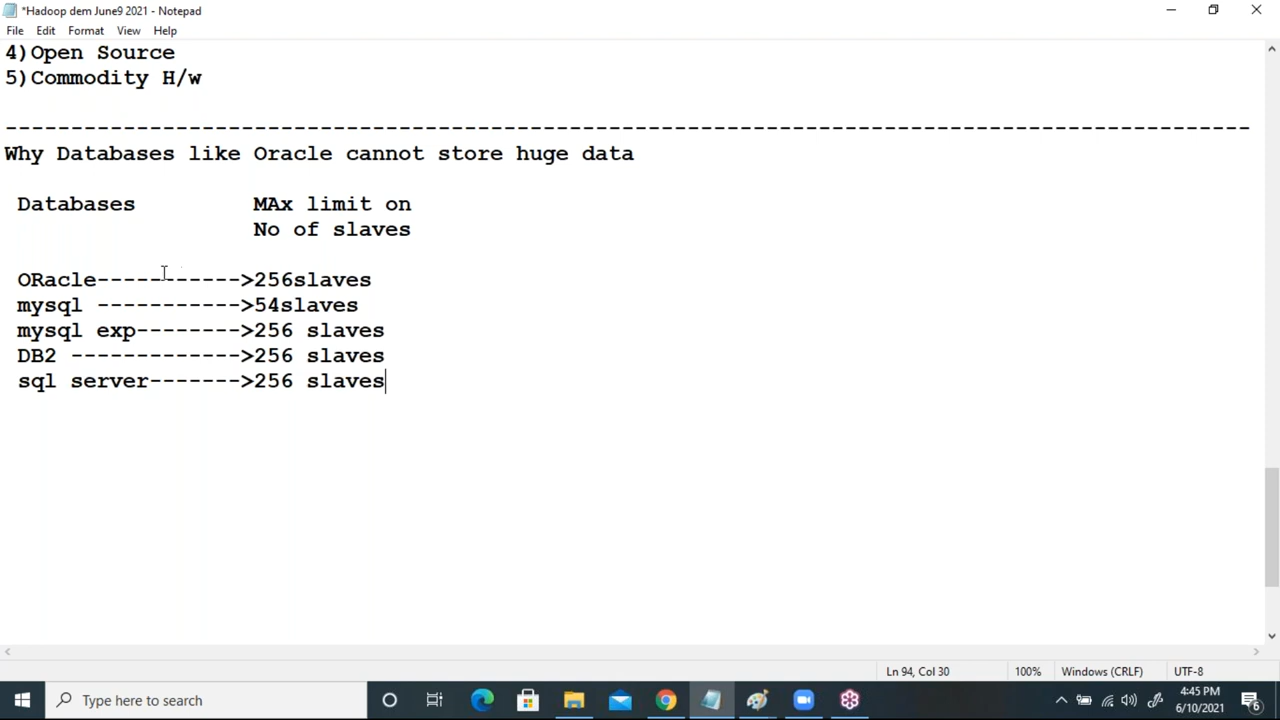 *Hadoop dem June9 2021 - Notepad
File Edit Format View Help
4)Open Source
5)Commodity H/w
-----------------------------------------------------------------------------------------------
Why Databases like Oracle cannot store huge data
Databases MAx limit on
No of slaves
ORacle----------->256slaves
mysql ----------->54slaves
mysql exp-------->256 slaves
DB2 ------------->256 slaves
sql server------->256 slaves
Ln 94, Col 30 100% Windows (CRLF) UTF-8
Type here to search
4:45 PM
6/10/2021
6